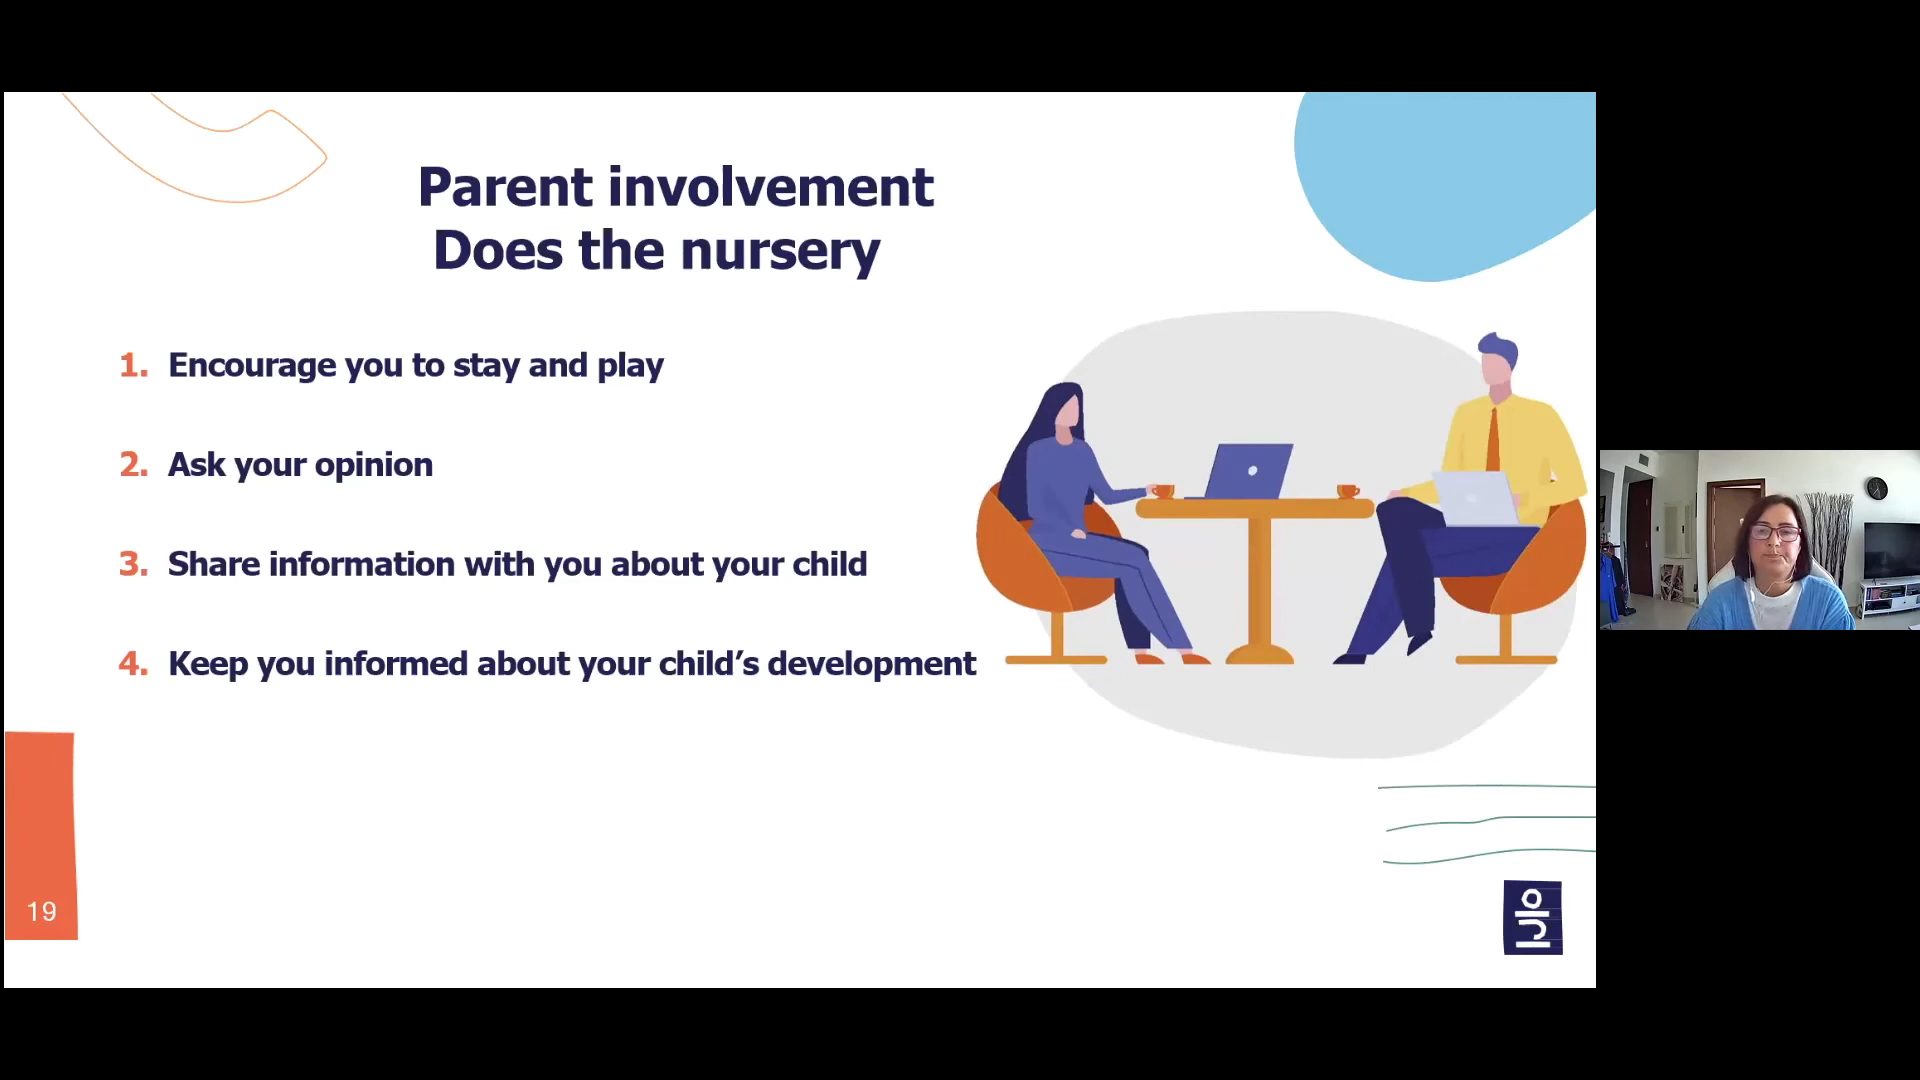 Parent involvement
Does the nursery
1. Encourage you to stay and play
2. Ask your opinion
3. Share information with you about your child
4. Keep you informed about your child’s development
19